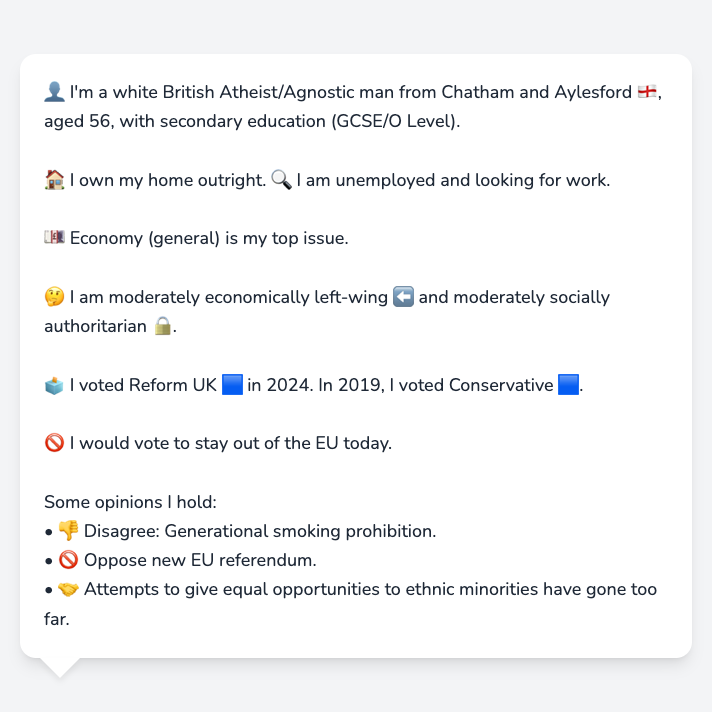 👤 I'm a white British Atheist/Agnostic man from Chatham and Aylesford 🏴󠁧󠁢󠁥󠁮󠁧󠁿,
aged 56, with secondary education (GCSE/O Level).
🏠 I own my home outright. 🔍 I am unemployed and looking for work.
💷 Economy (general) is my top issue.
🤔 I am moderately economically left-wing ⬅️ and moderately socially
authoritarian 🔒.
🗳️ I voted Reform UK 🟦 in 2024. In 2019, I voted Conservative 🟦.
🚫 I would vote to stay out of the EU today.
Some opinions I hold:
• 👎 Disagree: Generational smoking prohibition.
• 🚫 Oppose new EU referendum.
• 🤝 Attempts to give equal opportunities to ethnic minorities have gone too
far.